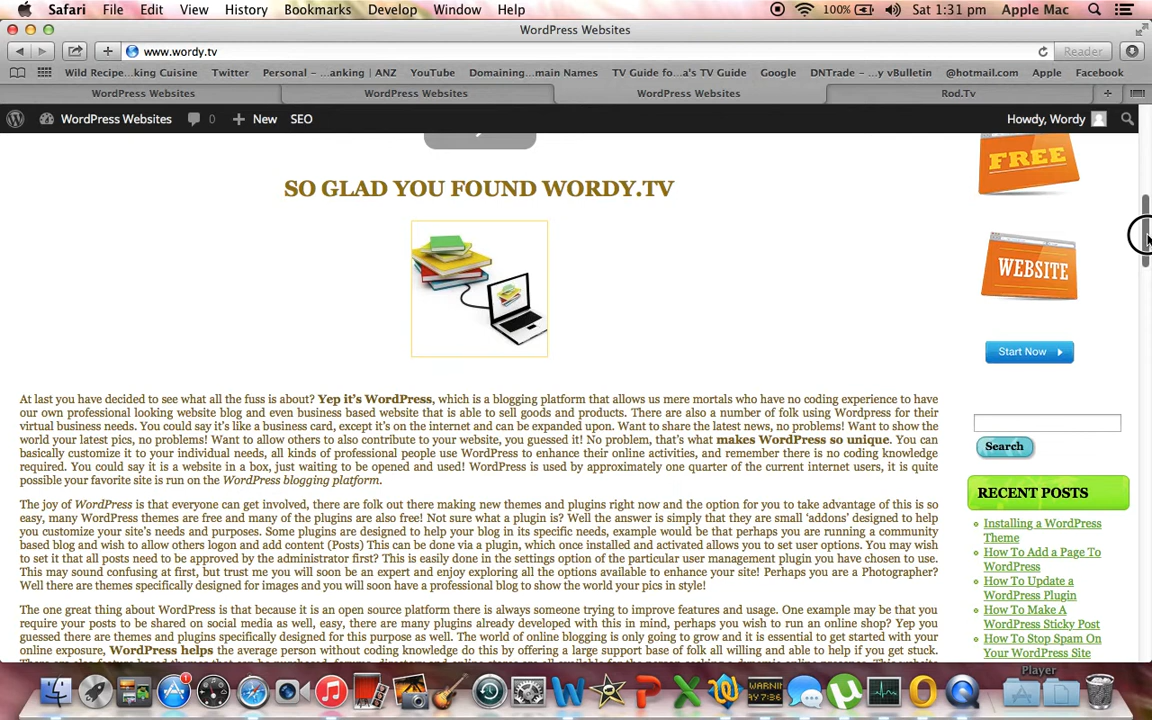 Safari File Edit View History Bookmarks Develop Window Help 100% Sat 1:31 pm Apple Mac
WordPress Websites
www.wordy.tv Reader
Wild Recipe...king Cuisine Twitter Personal - ...anking | ANZ YouTube Domaining...main Names TV Guide fo...a's TV Guide Google DNTrade - ...y vBulletin @hotmail.com Apple Facebook
WordPress Websites WordPress Websites WordPress Websites Rod.Tv
WordPress Websites 0 New SEO Howdy, Wordy
FREE
SO GLAD YOU FOUND WORDY.TV
WEBSITE
Start Now
At last you have decided to see what all the fuss is about? Yep it's WordPress, which is a blogging platform that allows us mere mortals who have no coding experience to have
our own professional looking website blog and even business based website that is able to sell goods and products. There are also a number of folk using Wordpress for their
virtual business needs. You could say it's like a business card, except it's on the internet and can be expanded upon. Want to share the latest news, no problems! Want to show the
world your latest pics, no problems! Want to allow others to also contribute to your website, you guessed it! No problem, that's what makes WordPress so unique. You can
basically customize it to your individual needs, all kinds of professional people use WordPress to enhance their online activities, and remember there is no coding knowledge
required. You could say it is a website in a box, just waiting to be opened and used! WordPress is used by approximately one quarter of the current internet users, it is quite
possible your favorite site is run on the WordPress blogging platform.
The joy of WordPress is that everyone can get involved, there are folk out there making new themes and plugins right now and the option for you to take advantage of this is so
easy, many WordPress themes are free and many of the plugins are also free! Not sure what a plugin is? Well the answer is simply that they are small 'addons' designed to help
you customize your site's needs and purposes. Some plugins are designed to help your blog in its specific needs, example would be that perhaps you are running a community
based blog and wish to allow others logon and add content (Posts) This can be done via a plugin, which once installed and activated allows you to set user options. You may wish
to set it that all posts need to be approved by the administrator first? This is easily done in the settings option of the particular user management plugin you have chosen to use.
This may sound confusing at first, but trust me you will soon be an expert and enjoy exploring all the options available to enhance your site! Perhaps you are a Photographer?
Well there are themes specifically designed for images and you will soon have a professional blog to show the world your pics in style!
The one great thing about WordPress is that because it is an open source platform there is always someone trying to improve features and usage. One example may be that you
require your posts to be shared on social media as well, easy, there are many plugins already developed with this in mind, perhaps you wish to run an online shop? Yep you
guessed there are themes and plugins specifically designed for this purpose as well. The world of online blogging is only going to grow and it is essential to get started with your
online exposure, WordPress helps the average person without coding knowledge do this by offering a large support base of folk all willing and able to help if you get stuck.
Search
RECENT POSTS
Installing a WordPress
Theme
How To Add a Page To
WordPress
How To Update a
WordPress Plugin
How To Make A
WordPress Sticky Post
How To Stop Spam On
Your WordPress Site
Player
WARNIN
AY 7:36